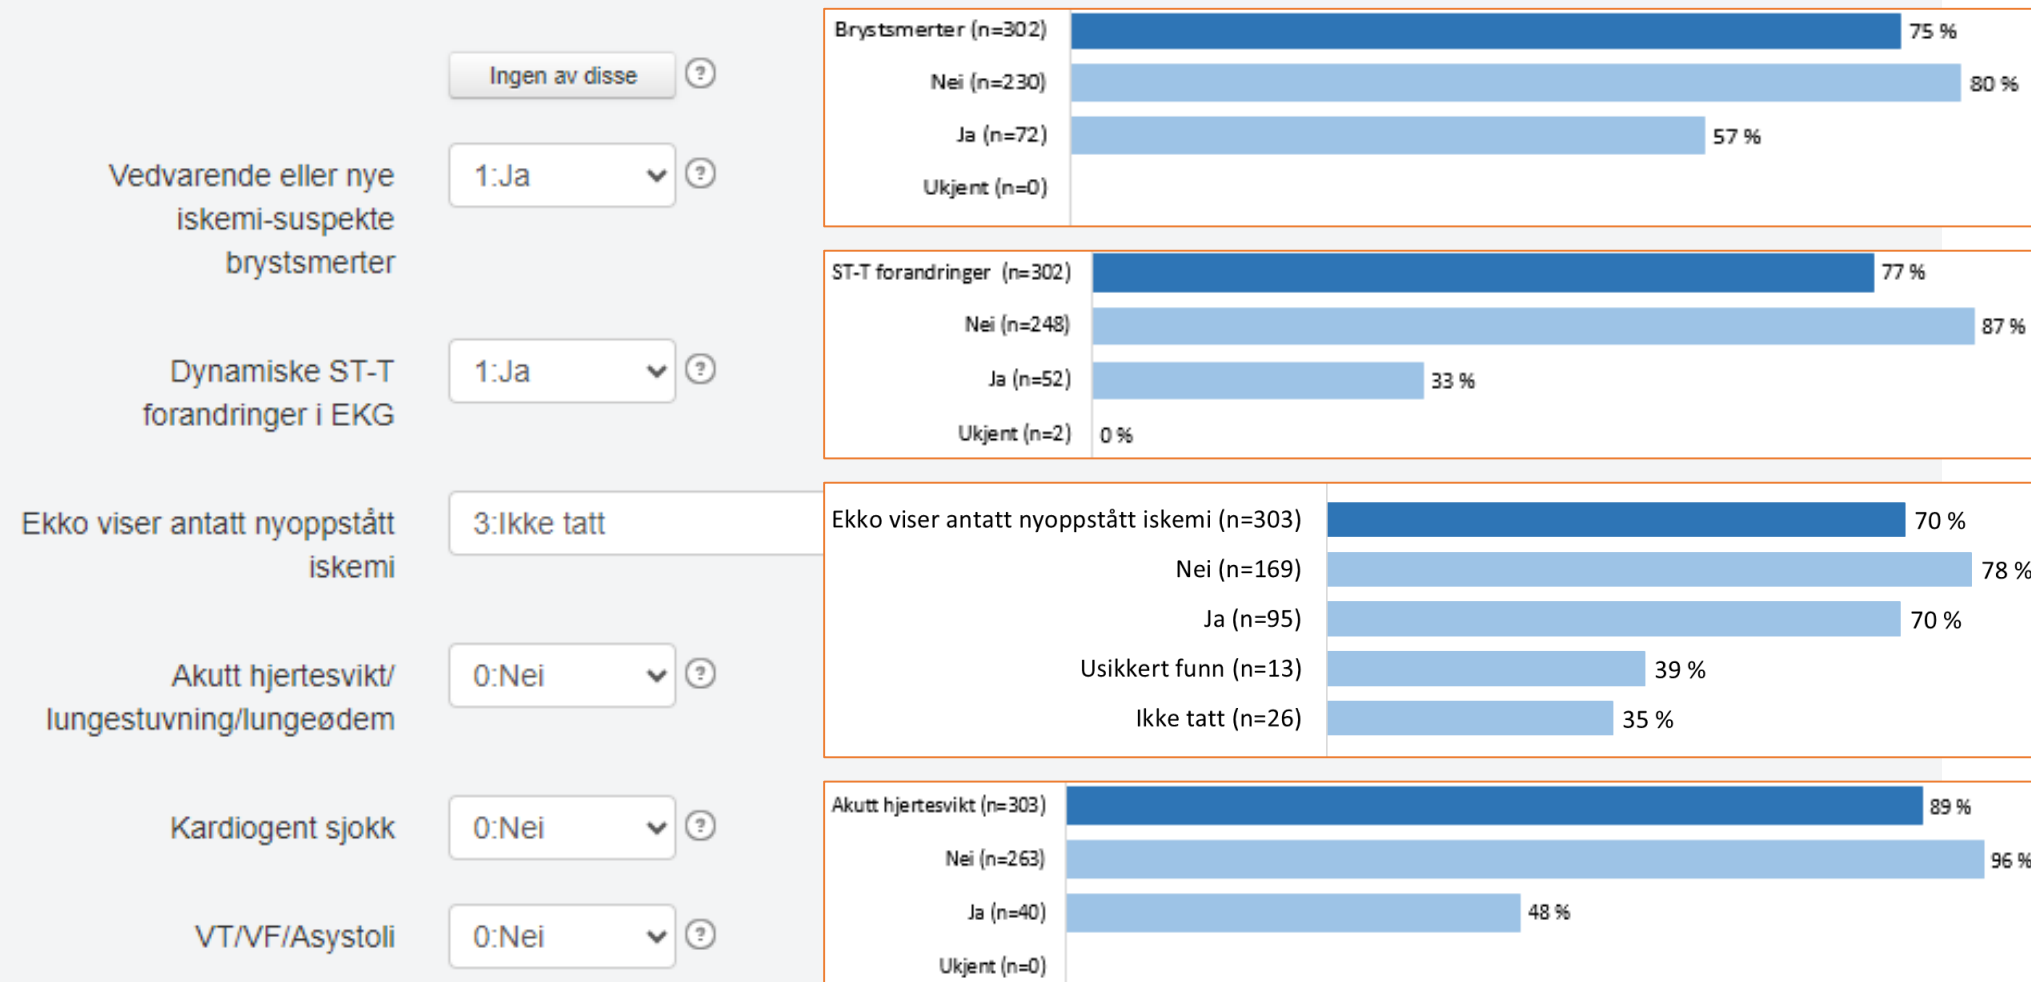 Ingen av disse
?
Vedvarende eller nye
iskemi-suspekte
brystsmerter
1:Ja
?
Dynamiske ST-T
forandringer i EKG
1:Ja
?
Ekko viser antatt nyoppstått
iskemi
3:Ikke tatt
Akutt hjertesvikt/
lungestuvning/lungeødem
0:Nei
?
Kardiogent sjokk
0:Nei
?
VT/VF/Asystoli
0:Nei
?
Brystsmerter (n=302) 75 %
Nei (n=230) 80 %
Ja (n=72) 57 %
Ukjent (n=0)
ST-T forandringer (n=302) 77 %
Nei (n=248) 87 %
Ja (n=52) 33 %
Ukjent (n=2) 0 %
Ekko viser antatt nyoppstått iskemi (n=303) 70 %
Nei (n=169) 78 %
Ja (n=95) 70 %
Usikkert funn (n=13) 39 %
Ikke tatt (n=26) 35 %
Akutt hjertesvikt (n=303) 89 %
Nei (n=263) 96 %
Ja (n=40) 48 %
Ukjent (n=0)